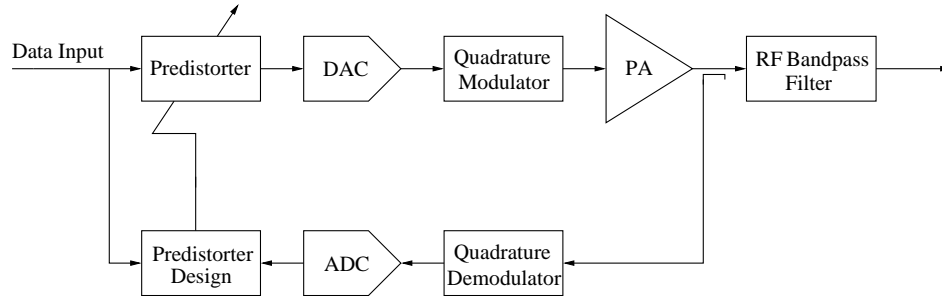 Data Input
Predistorter
DAC
Quadrature
Modulator
PA
RF Bandpass
Filter
Predistorter
Design
ADC
Quadrature
Demodulator